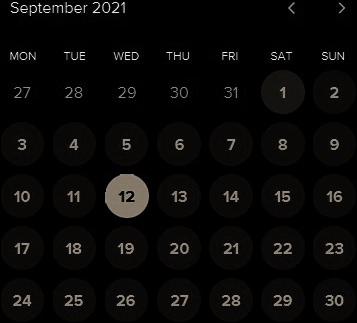 September 2021
MON TUE WED THU FRI SAT SUN
27 28 29 30 31 1 2
3 4 5 6 7 8 9
10 11 12 13 14 15 16
17 18 19 20 21 22 23
24 25 26 27 28 29 30